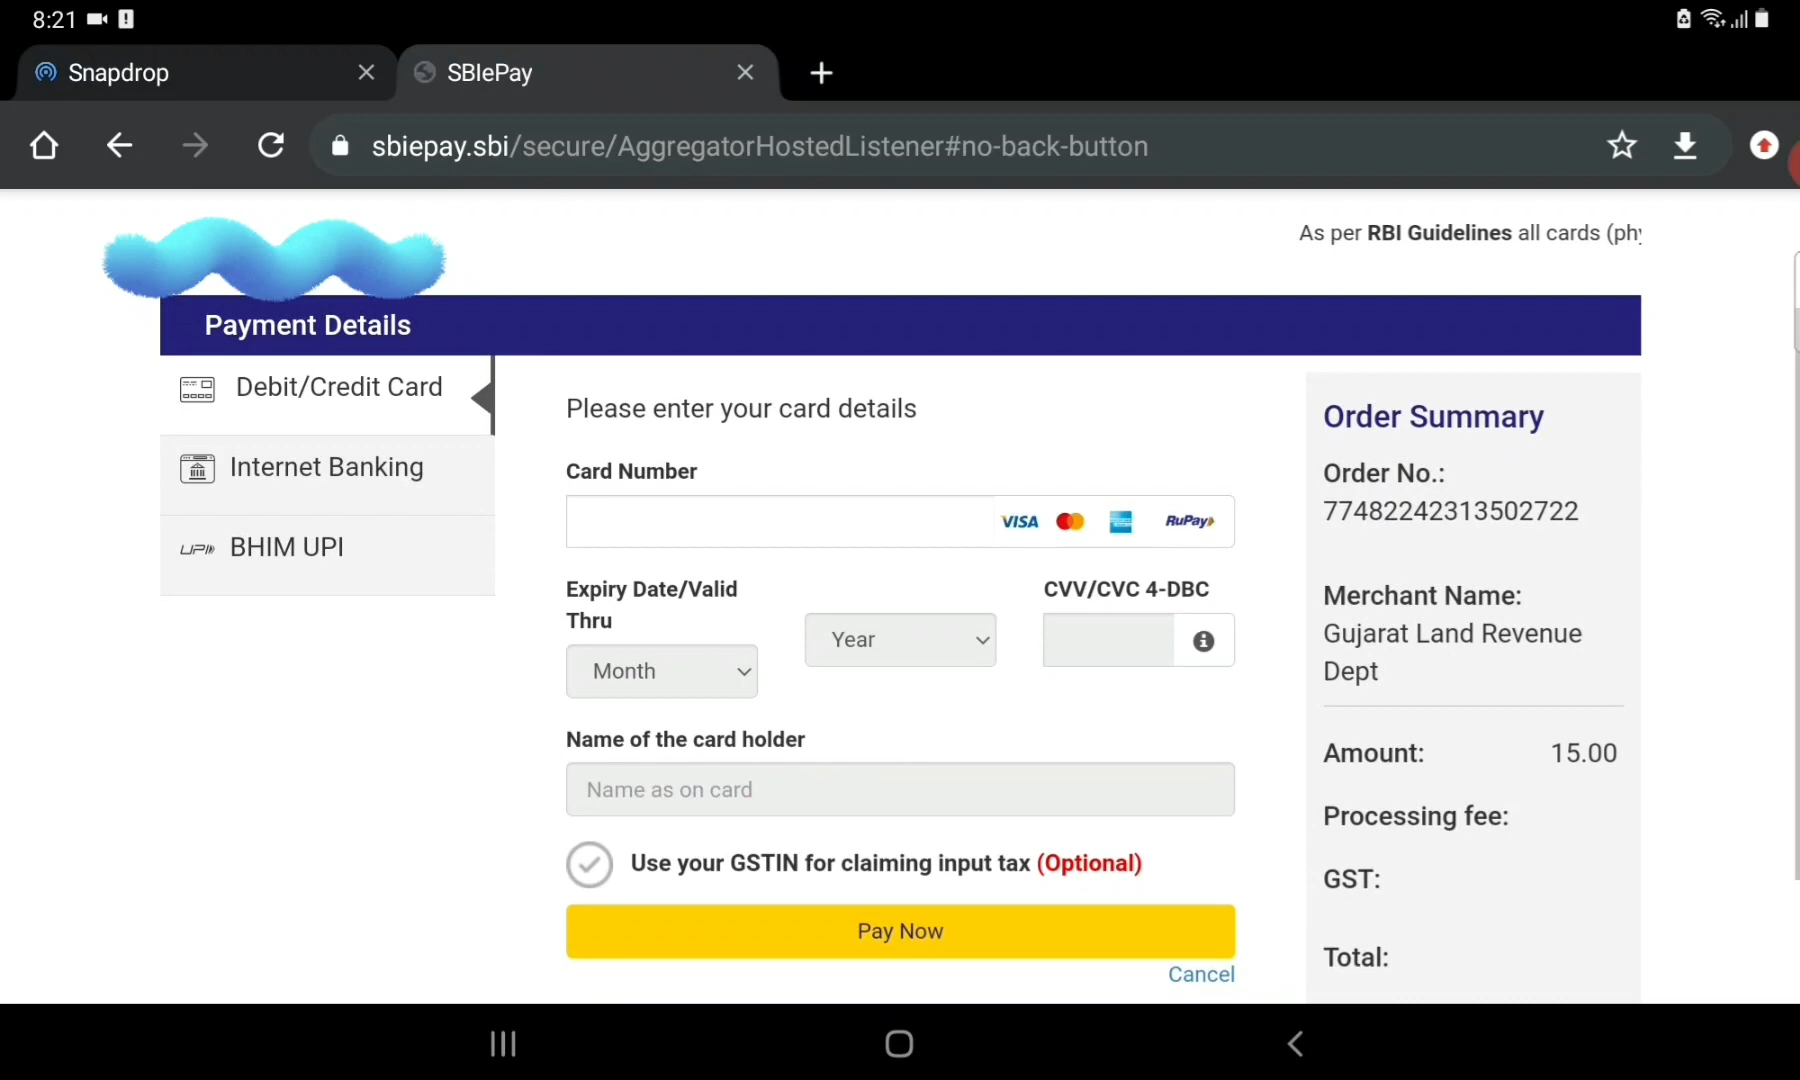 8:21
Snapdrop
SBIePay
sbiepay.sbi/secure/AggregatorHostedListener#no-back-button
As per RBI Guidelines all cards (phy
Payment Details
Debit/Credit Card
Internet Banking
UPI BHIM UPI
Please enter your card details
Card Number
VISA RuPay
Expiry Date/Valid
Thru
Month
Year
CVV/CVC 4-DBC
Name of the card holder
Name as on card
Use your GSTIN for claiming input tax (Optional)
Pay Now
Cancel
Order Summary
Order No.:
77482242313502722
Merchant Name:
Gujarat Land Revenue
Dept
Amount: 15.00
Processing fee:
GST:
Total: